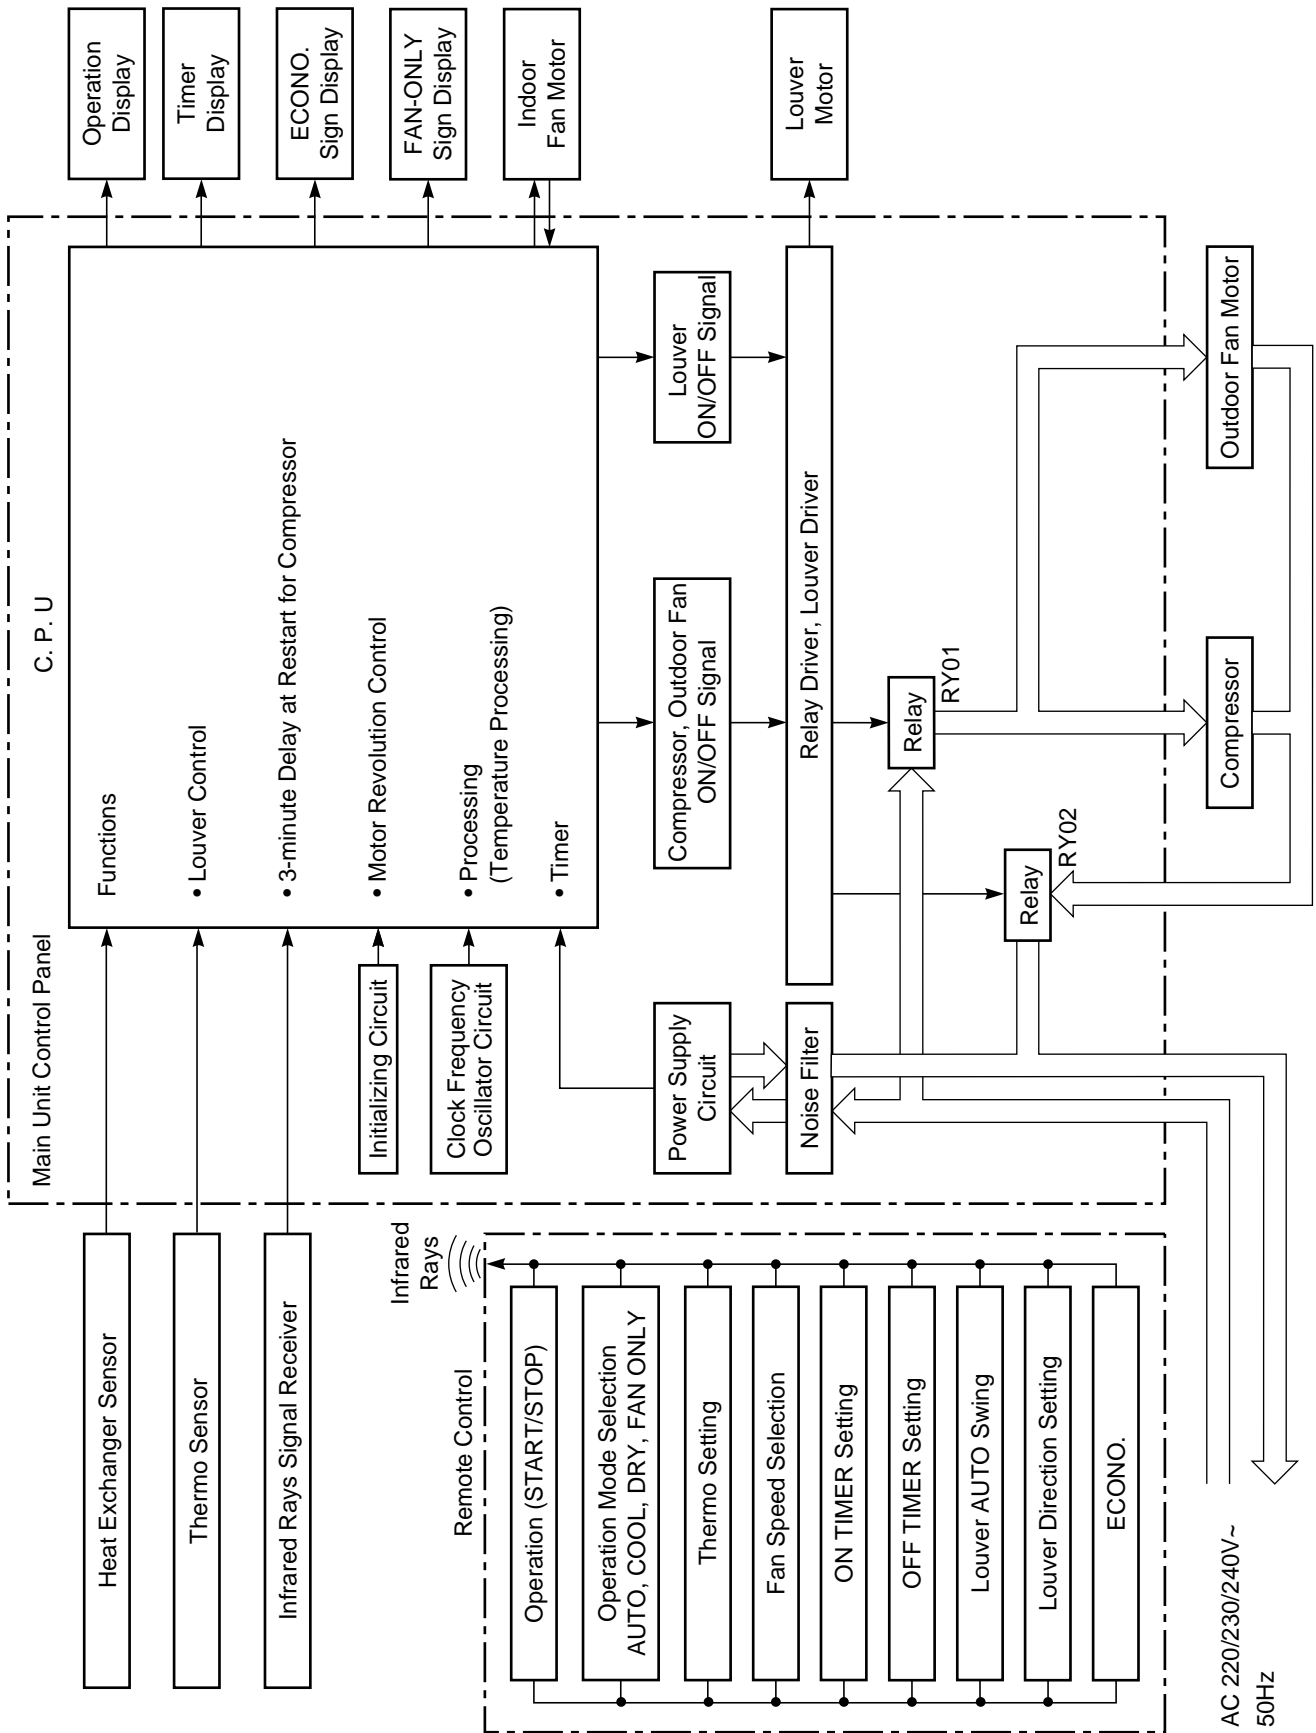 Heat Exchanger Sensor
Thermo Sensor
Infrared Rays Signal Receiver
Infrared
Rays
Remote Control
Operation (START/STOP)
Operation Mode Selection
AUTO, COOL, DRY, FAN ONLY
Thermo Setting
Fan Speed Selection
ON TIMER Setting
OFF TIMER Setting
Louver AUTO Swing
Louver Direction Setting
ECONO.
AC 220/230/240V~
50Hz
Main Unit Control Panel
C. P. U
Functions
• Louver Control
• 3-minute Delay at Restart for Compressor
• Motor Revolution Control
• Processing
(Temperature Processing)
• Timer
Initializing Circuit
Clock Frequency
Oscillator Circuit
Power Supply
Circuit
Noise Filter
Compressor, Outdoor Fan
ON/OFF Signal
Louver
ON/OFF Signal
Relay Driver, Louver Driver
Relay
RY01
Relay
RY02
Operation
Display
Timer
Display
ECONO.
Sign Display
FAN-ONLY
Sign Display
Indoor
Fan Motor
Louver
Motor
Compressor
Outdoor Fan Motor